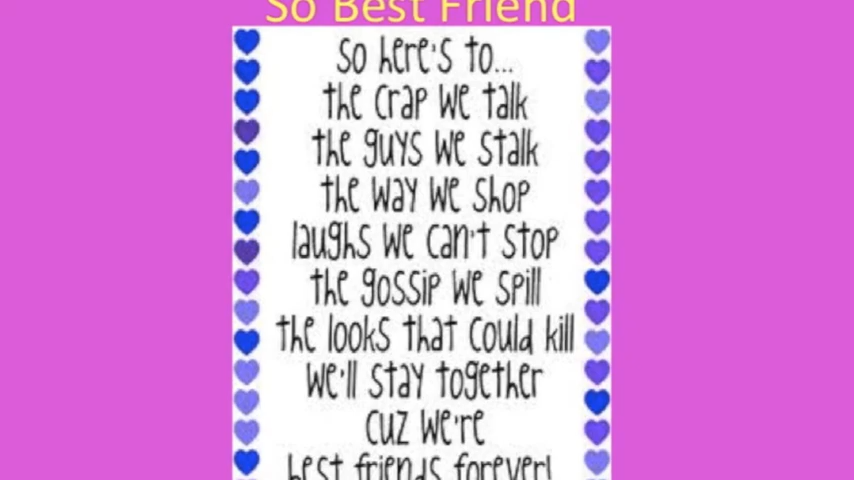 So Best Friend
so here's to...
the crap we talk
the guys we stalk
the way we shop
laughs we can't stop
the gossip we spill
the looks that could kill
we'll stay together
cuz we're
best friends forever!